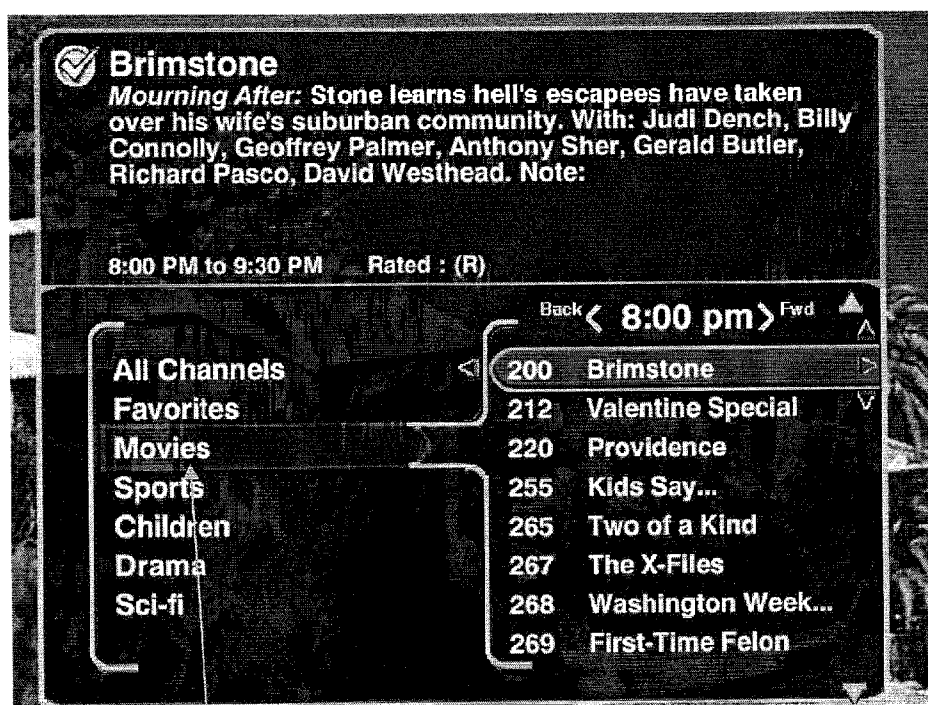 Brimstone
Mourning After: Stone learns hell's escapees have taken
over his wife's suburban community. With: Judi Dench, Billy
Connolly, Geoffrey Palmer, Anthony Sher, Gerald Butler,
Richard Pasco, David Westhead. Note:
8:00 PM to 9:30 PM Rated : (R)
Back < 8:00 pm > Fwd
All Channels
Favorites
Movies
Sports
Children
Drama
Sci-fi
200 Brimstone
212 Valentine Special
220 Providence
255 Kids Say...
265 Two of a Kind
267 The X-Files
268 Washington Week...
269 First-Time Felon